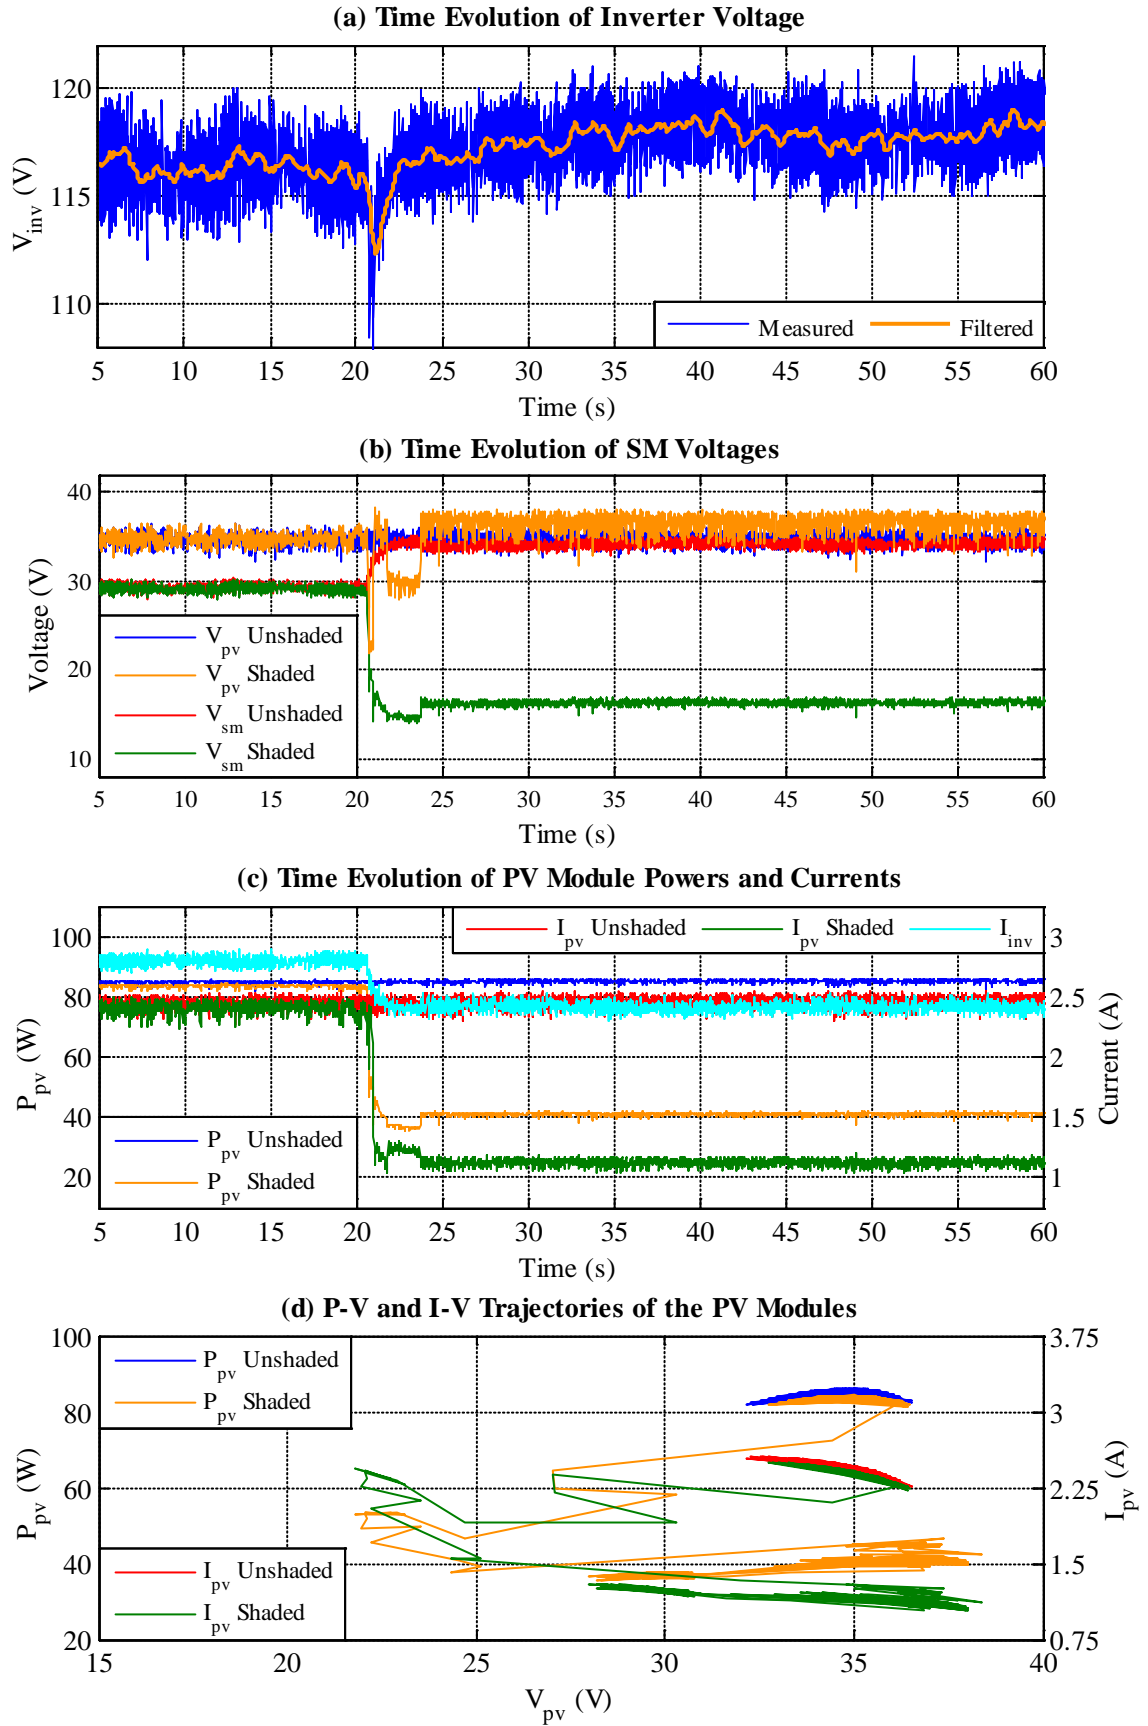 (a) Time Evolution of Inverter Voltage
120
115
110
V_inv (V)
Measured Filtered
5 10 15 20 25 30 35 40 45 50 55 60
Time (s)
(b) Time Evolution of SM Voltages
40
30
20
10
Voltage (V)
V_pv Unshaded
V_pv Shaded
V_sm Unshaded
V_sm Shaded
5 10 15 20 25 30 35 40 45 50 55 60
Time (s)
(c) Time Evolution of PV Module Powers and Currents
I_pv Unshaded I_pv Shaded I_inv
100
80
60
40
20
P_pv (W)
3
2.5
2
1.5
1
Current (A)
P_pv Unshaded
P_pv Shaded
5 10 15 20 25 30 35 40 45 50 55 60
Time (s)
(d) P-V and I-V Trajectories of the PV Modules
100
80
60
40
20
P_pv (W)
P_pv Unshaded
P_pv Shaded
I_pv Unshaded
I_pv Shaded
3.75
3
2.25
1.5
0.75
I_pv (A)
15 20 25 30 35 40
V_pv (V)